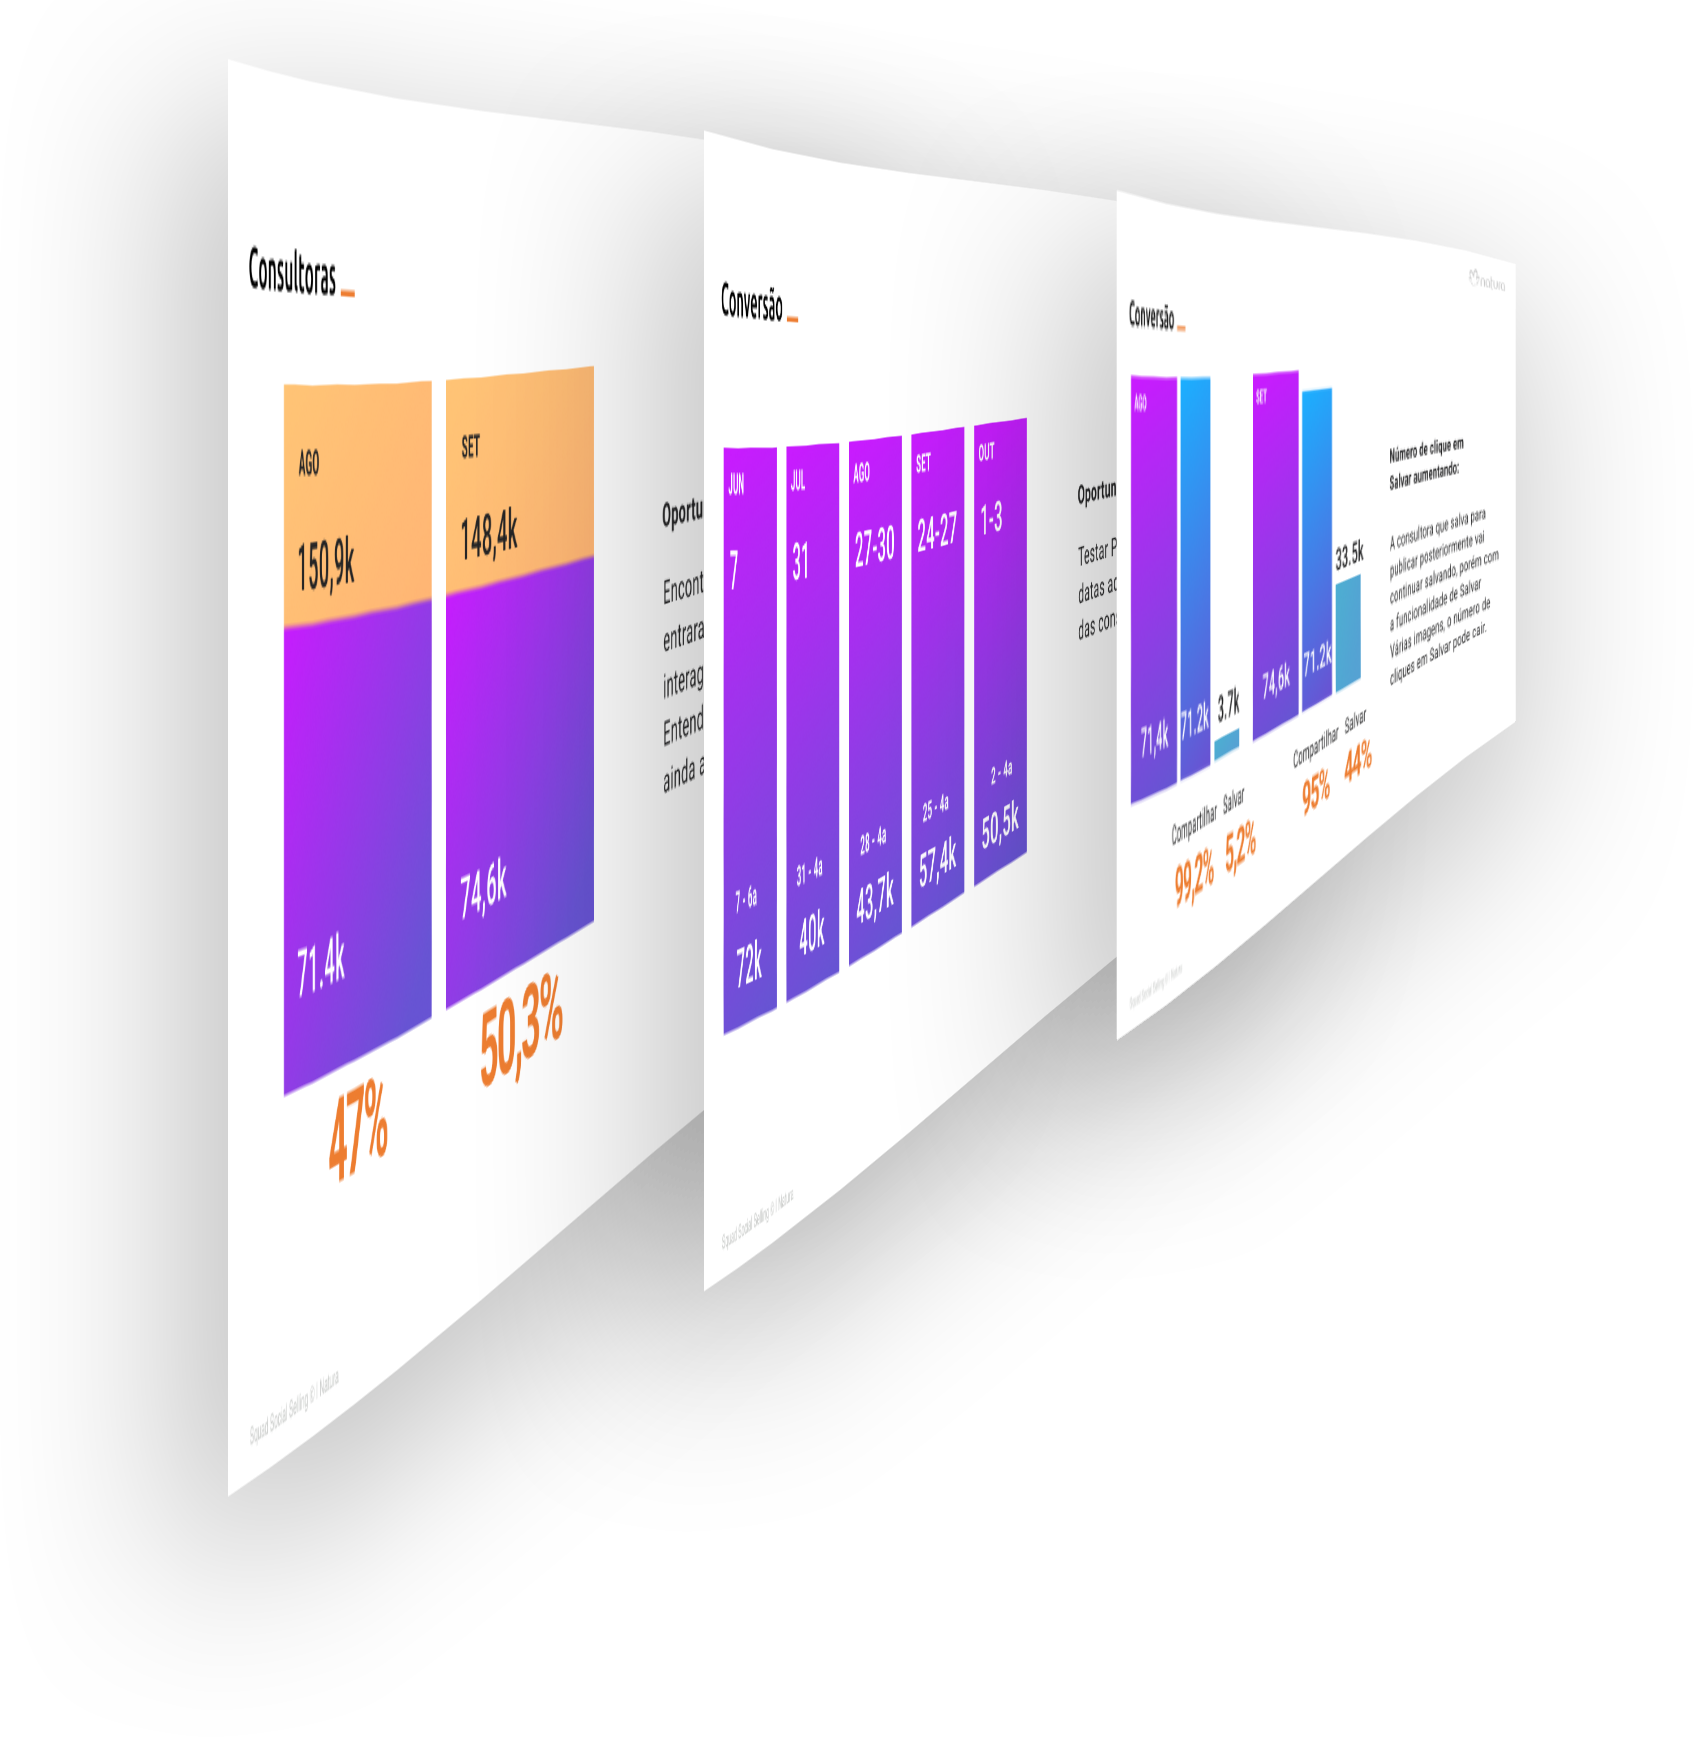 Consultoras
AGO
150,9k
71.4k
47%
SET
148,4k
74,6k
50,3%
Oportu
Encont
entrara
interag
Entend
ainda a
Squad Social Selling © | Natura
Conversão
JUN
7
7 - 6a
72k
JUL
31
31 - 4a
40k
AGO
27-30
28 - 4a
43,7k
SET
24-27
25 - 4a
57,4k
OUT
1-3
2 - 4a
50,5k
Oportun
Testar P
datas ad
das con
Squad Social Selling © | Natura
natura
Conversão
AGO
71,4k
71.2k
3.7k
Compartilhar Salvar
99,2% 5,2%
SET
74,6k
71.2k
33.5k
Compartilhar Salvar
95% 44%
Número de clique em
Salvar aumentando:
A consultora que salva para
publicar posteriormente vai
continuar salvando, porém com
a funcionalidade de Salvar
Várias imagens, o número de
cliques em Salvar pode cair.
Squad Social Selling © | Natura